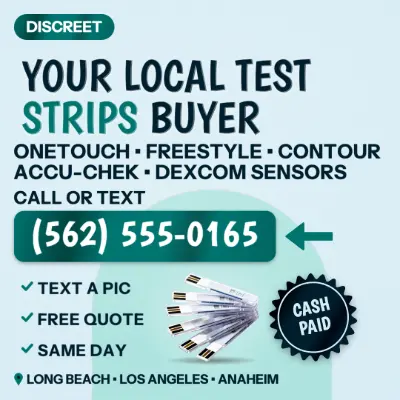 DISCREET
YOUR LOCAL TEST
STRIPS BUYER
ONETOUCH ▪ FREESTYLE ▪ CONTOUR
ACCU-CHEK ▪ DEXCOM SENSORS
CALL OR TEXT
(562) 555-0165
✓ TEXT A PIC
✓ FREE QUOTE
✓ SAME DAY
CASH
PAID
LONG BEACH ▪ LOS ANGELES ▪ ANAHEIM